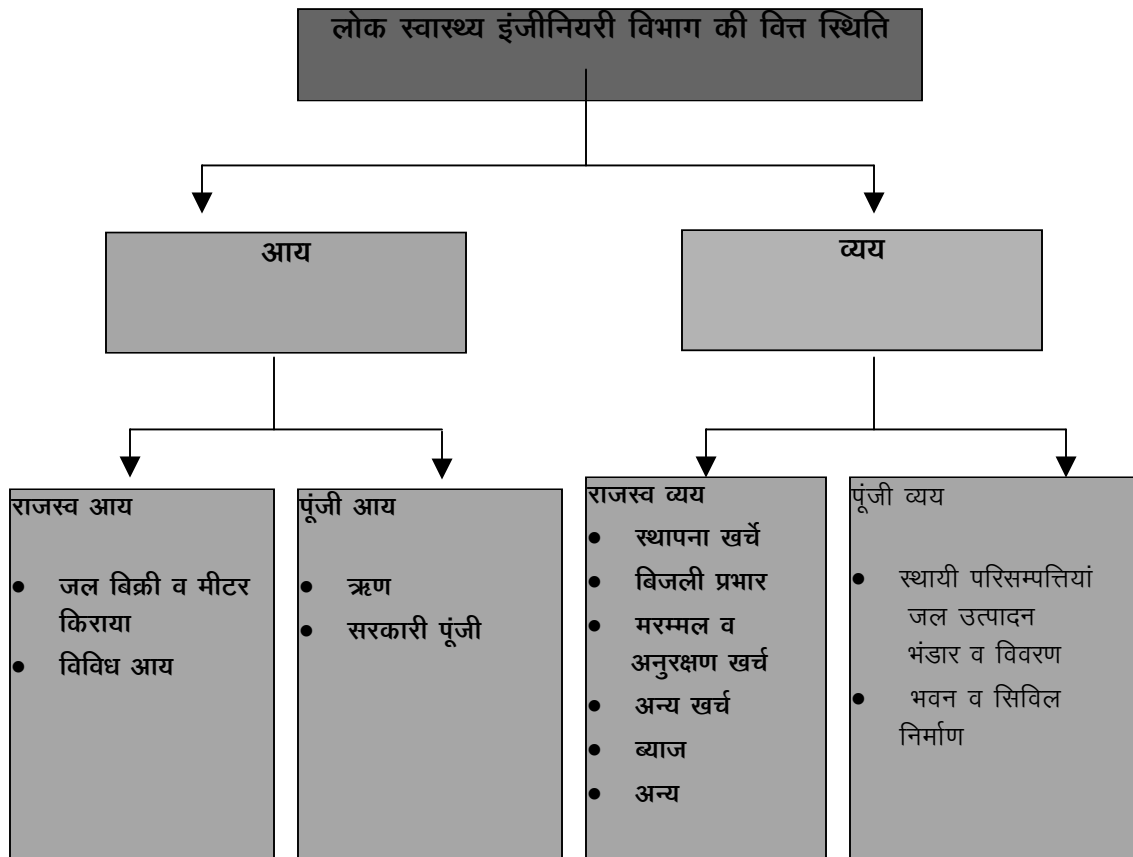 लोक स्वास्थ्य इंजीनियरी विभाग की वित्त स्थिति
आय
व्यय
राजस्व आय
• जल बिक्री व मीटर
किराया
• विविध आय
पूंजी आय
• ऋण
• सरकारी पूंजी
राजस्व व्यय
• स्थापना खर्चे
• बिजली प्रभार
• मरम्मल व
अनुरक्षण खर्च
• अन्य खर्च
• ब्याज
• अन्य
पूंजी व्यय
• स्थायी परिसम्पत्तियां
जल उत्पादन
भंडार व विवरण
• भवन व सिविल
निर्माण